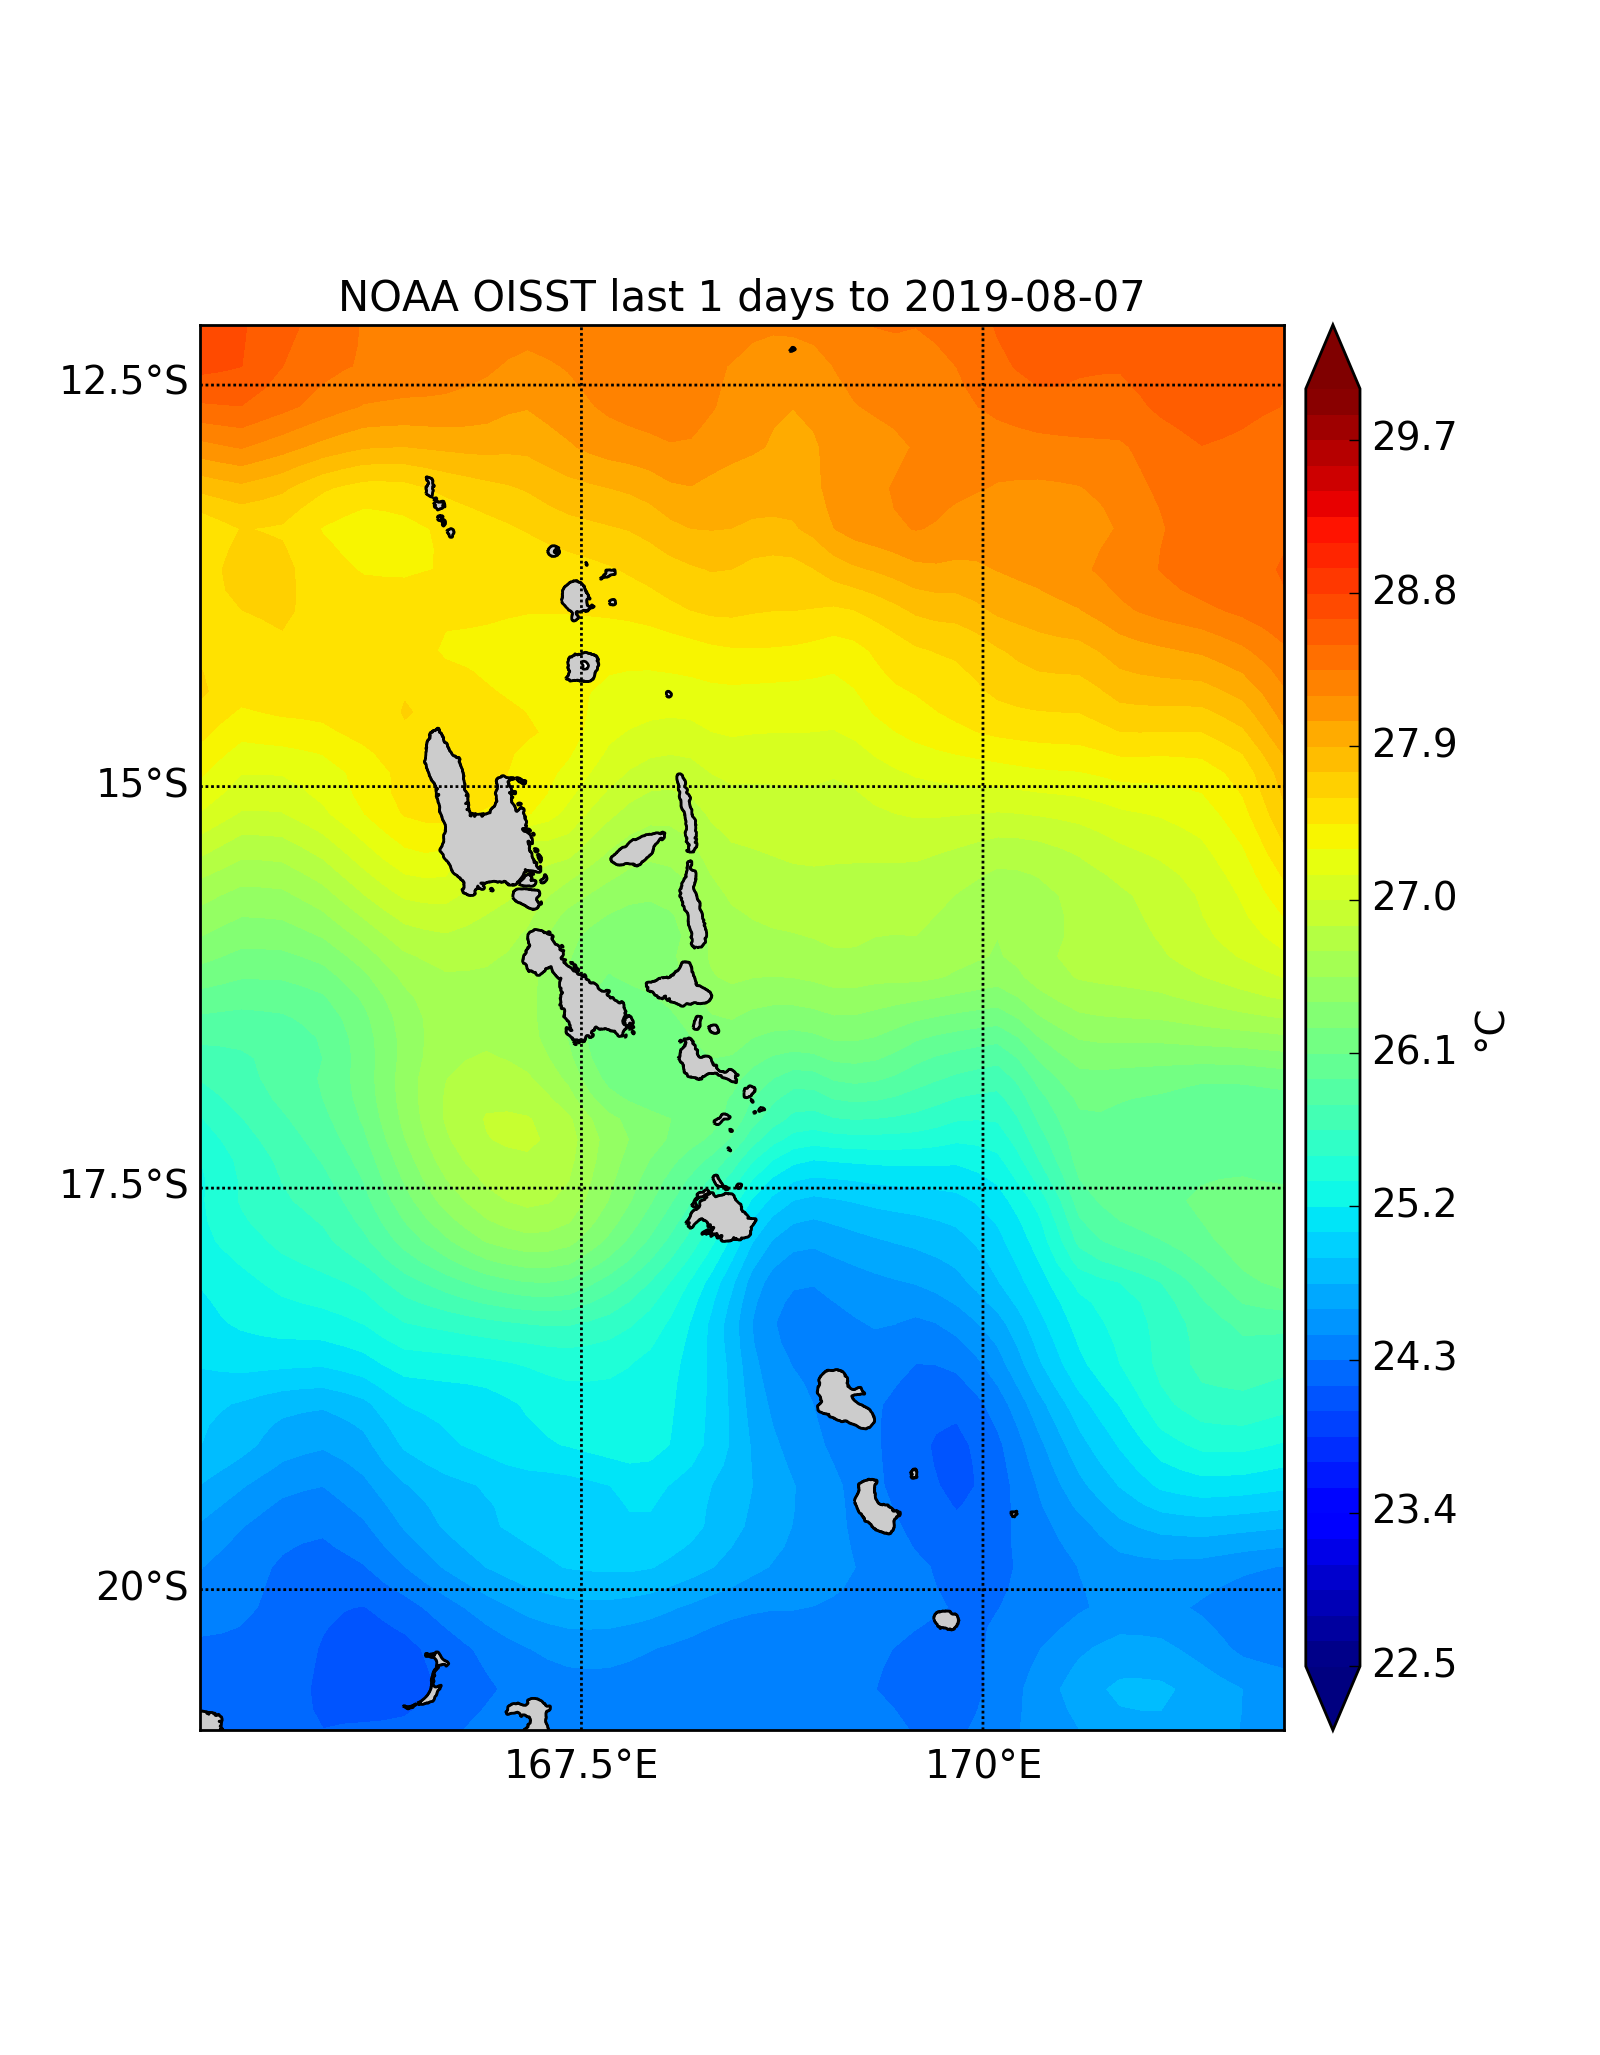 NOAA OISST last 1 days to 2019-08-07
12.5°S
15°S
17.5°S
20°S
167.5°E
170°E
29.7
28.8
27.9
27.0
26.1
25.2
24.3
23.4
22.5
°C